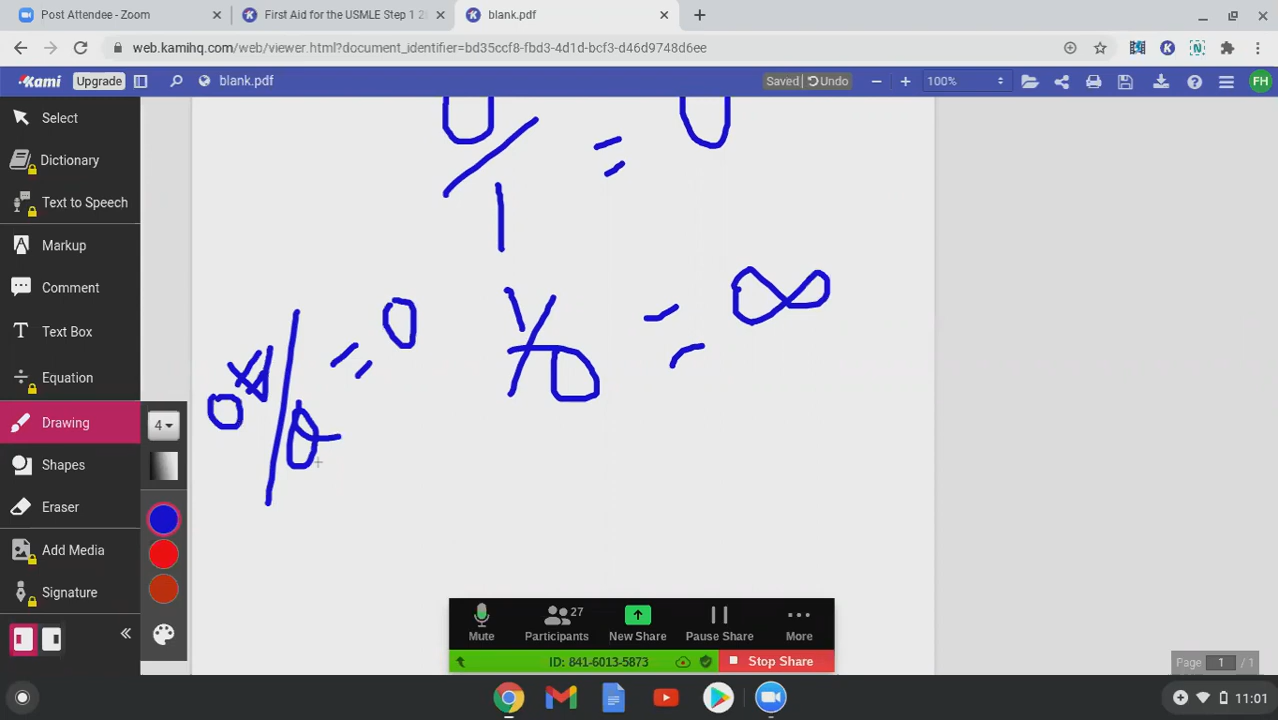 Post Attendee - Zoom
First Aid for the USMLE Step 1 2
blank.pdf
web.kamihq.com/web/viewer.html?document_identifier=bd35ccf8-fbd3-4d1d-bcf3-d46d9748d6ee
Kami Upgrade blank.pdf Saved Undo 100% FH
Select
Dictionary
Text to Speech
Markup
Comment
Text Box
Equation
Drawing 4
Shapes
Eraser
Add Media
Signature
0/1 = 0
1/0 = ∞
= 0
Mute Participants 27 New Share Pause Share More
ID: 841-6013-5873 Stop Share
Page 1 / 1
11:01